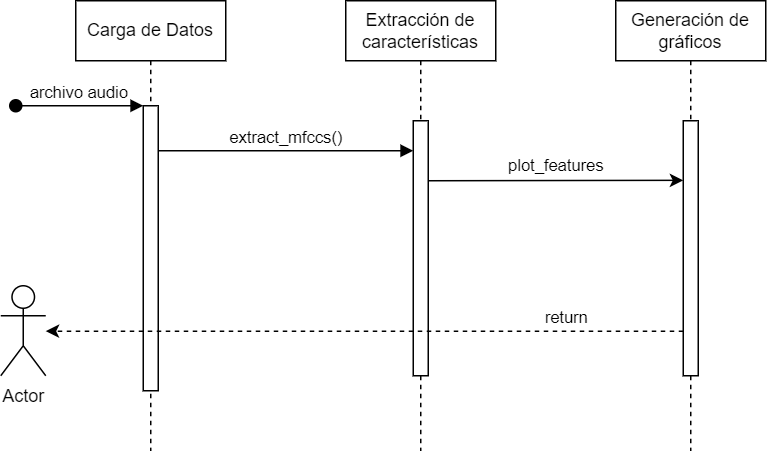 Carga de Datos
Extracción de
características
Generación de
gráficos
archivo audio
extract_mfccs()
plot_features
return
Actor